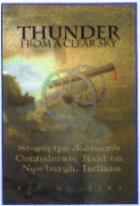 THUNDER
FROM A CLEAR SKY
Stovepipe Johnson's
Confederate Raid on
Newburgh, Indiana